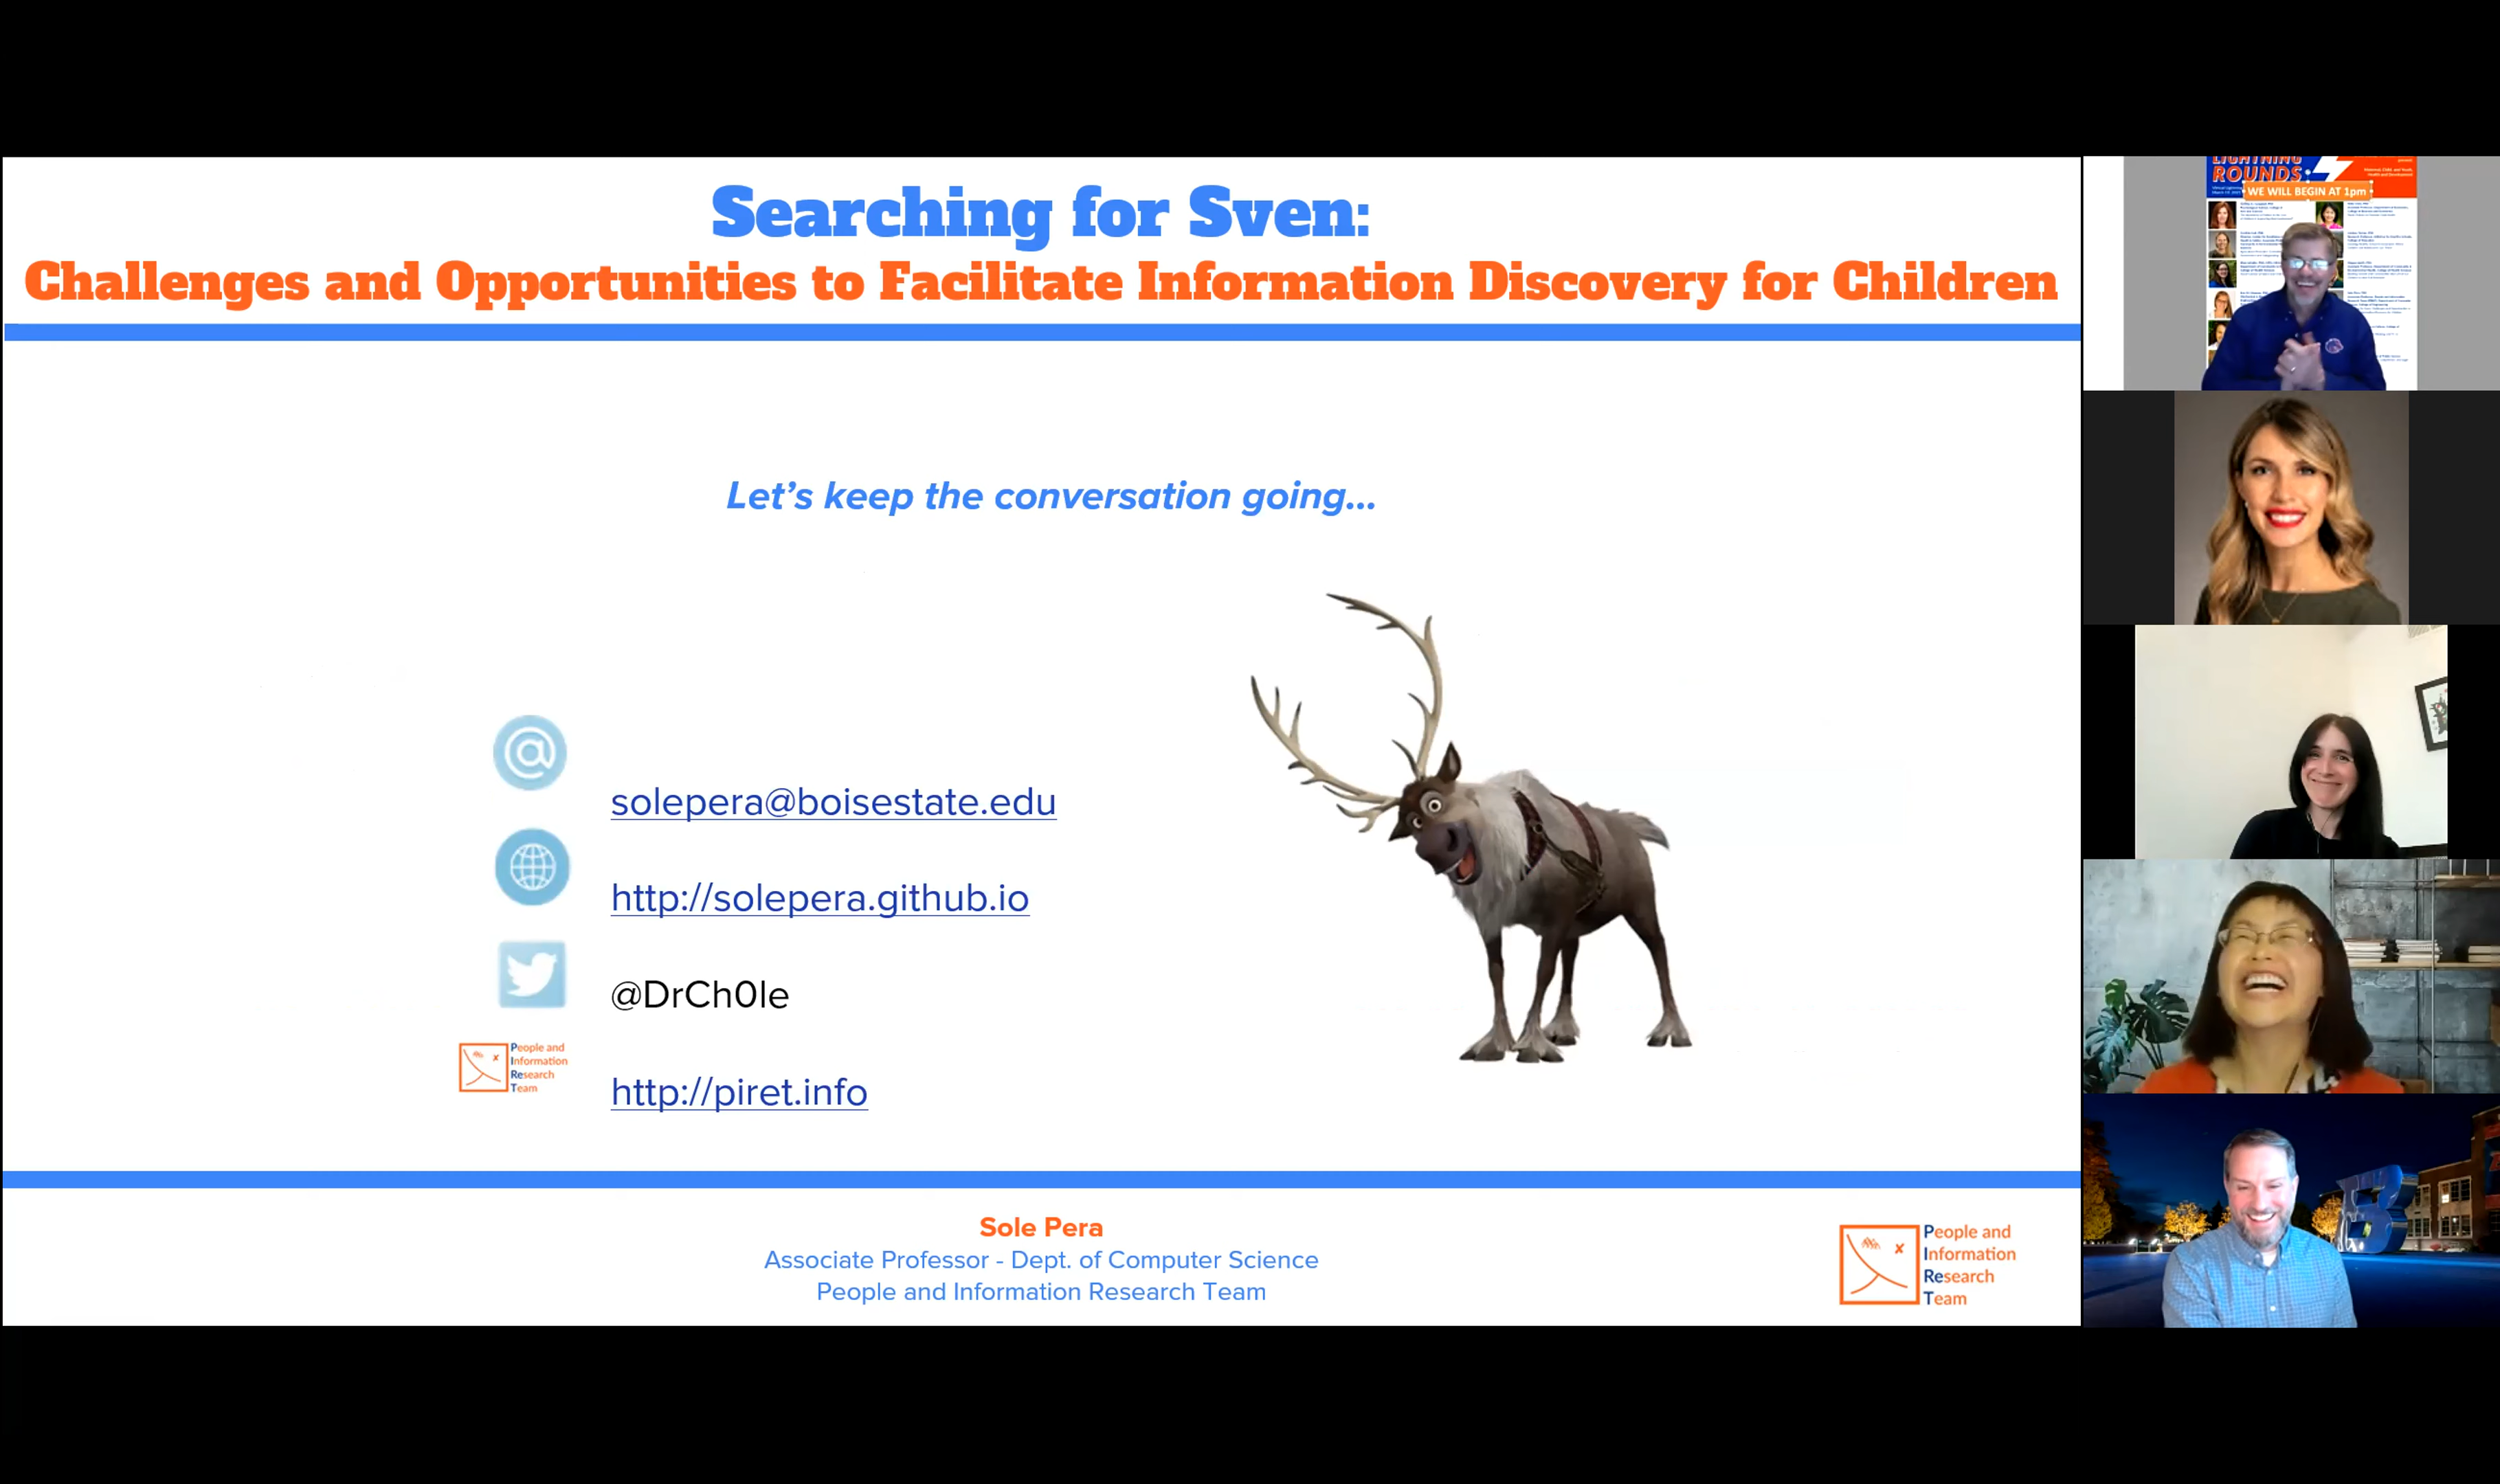 Searching for Sven:
Challenges and Opportunities to Facilitate Information Discovery for Children
Let's keep the conversation going...
solepera@boisestate.edu
http://solepera.github.io
@DrCh0le
People and
Information
Research
Team
http://piret.info
Sole Pera
Associate Professor - Dept. of Computer Science
People and Information Research Team
People and
Information
Research
Team
LIGHTNING
ROUNDS
WE WILL BEGIN AT 1pm
B